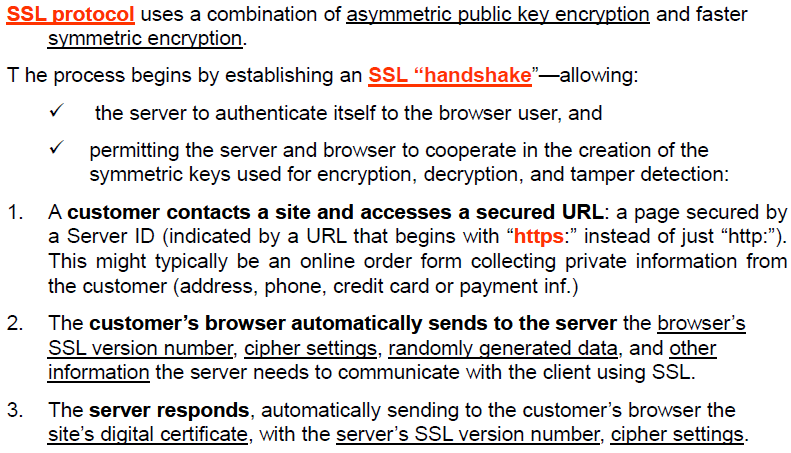 SSL protocol uses a combination of asymmetric public key encryption and faster
symmetric encryption.
T he process begins by establishing an SSL “handshake”—allowing:
✓ the server to authenticate itself to the browser user, and
✓ permitting the server and browser to cooperate in the creation of the
symmetric keys used for encryption, decryption, and tamper detection:
1. A customer contacts a site and accesses a secured URL: a page secured by
a Server ID (indicated by a URL that begins with “https:” instead of just “http:”).
This might typically be an online order form collecting private information from
the customer (address, phone, credit card or payment inf.)
2. The customer’s browser automatically sends to the server the browser’s
SSL version number, cipher settings, randomly generated data, and other
information the server needs to communicate with the client using SSL.
3. The server responds, automatically sending to the customer’s browser the
site’s digital certificate, with the server’s SSL version number, cipher settings.